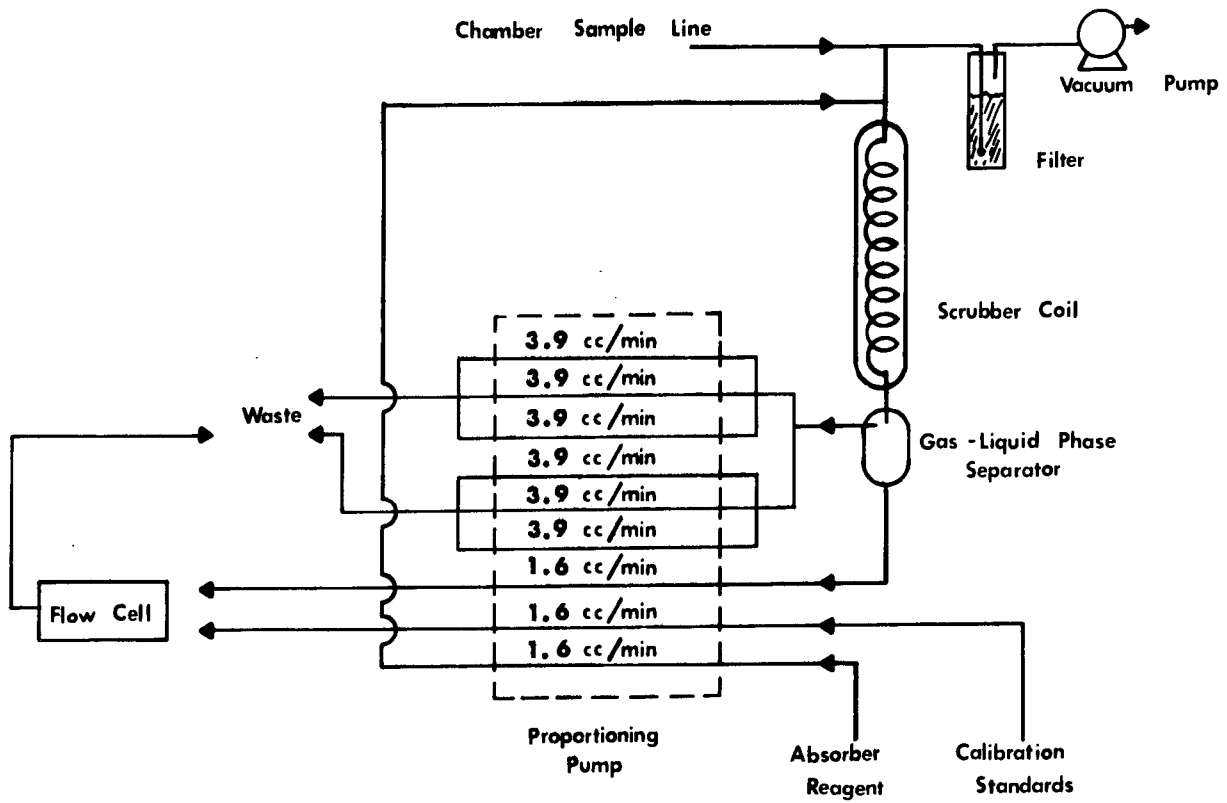 Chamber Sample Line
Vacuum Pump
Filter
Scrubber Coil
3.9 cc/min
3.9 cc/min
3.9 cc/min
3.9 cc/min
3.9 cc/min
3.9 cc/min
1.6 cc/min
1.6 cc/min
1.6 cc/min
Waste
Gas-Liquid Phase
Separator
Flow Cell
Proportioning
Pump
Absorber
Reagent
Calibration
Standards